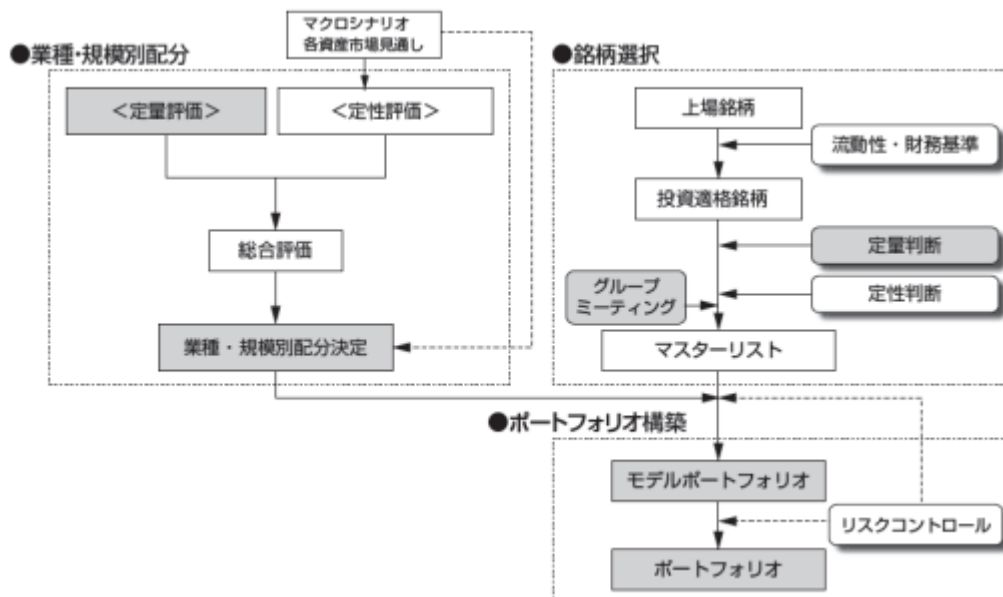 マクロシナリオ
各資産市場見通し
●業種・規模別配分
<定量評価>
<定性評価>
総合評価
業種・規模別配分決定
●銘柄選択
上場銘柄
流動性・財務基準
投資適格銘柄
定量判断
グループ
ミーティング
定性判断
マスターリスト
●ポートフォリオ構築
モデルポートフォリオ
リスクコントロール
ポートフォリオ